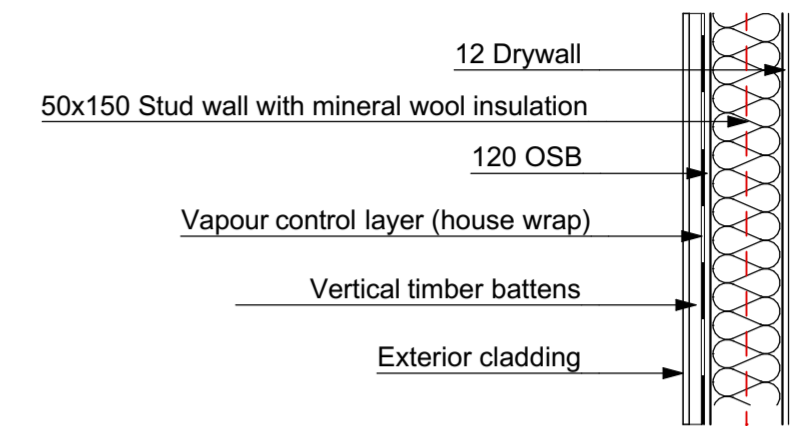 12 Drywall
50x150 Stud wall with mineral wool insulation
120 OSB
Vapour control layer (house wrap)
Vertical timber battens
Exterior cladding